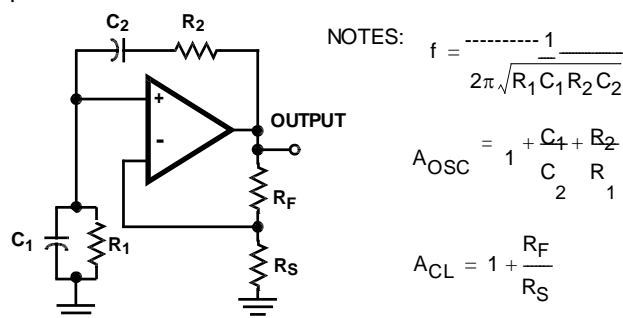 C2 R2
+
-
OUTPUT
RF
C1 R1
RS
NOTES:
f = 1
2π√R1C1R2C2
AOSC = 1 + C1 + R2
C2 R1
ACL = 1 + RF
RS